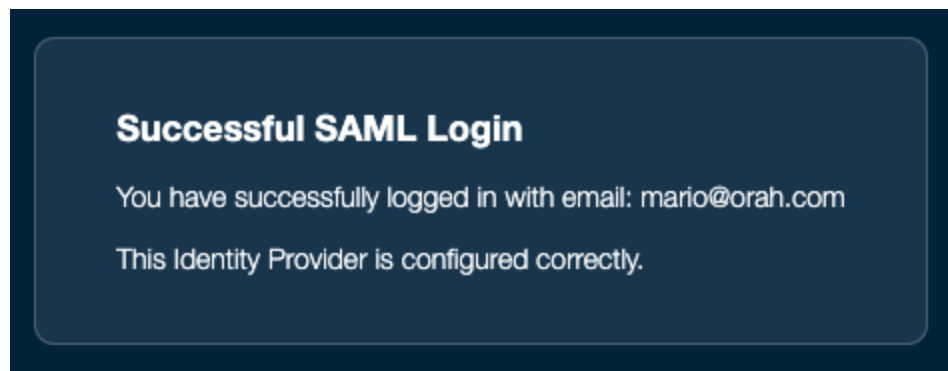 Successful SAML Login
You have successfully logged in with email: mario@orah.com
This Identity Provider is configured correctly.